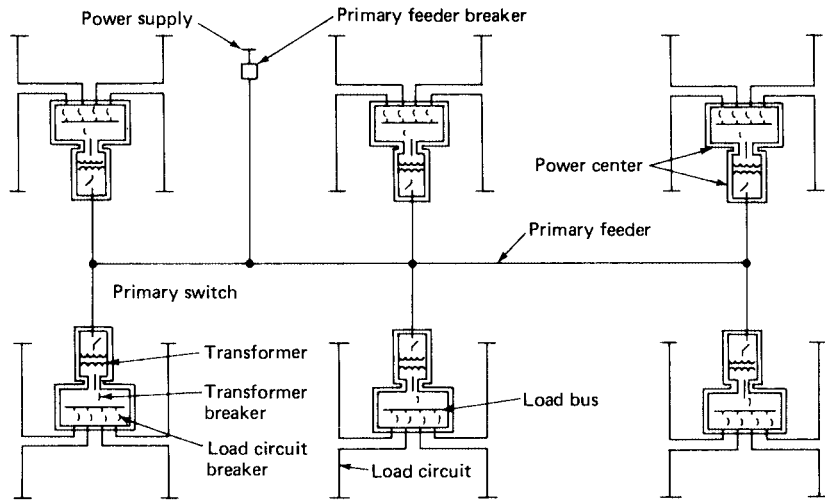 Power supply
Primary feeder breaker
Power center
Primary feeder
Primary switch
Transformer
Transformer
breaker
Load bus
Load circuit
breaker
Load circuit